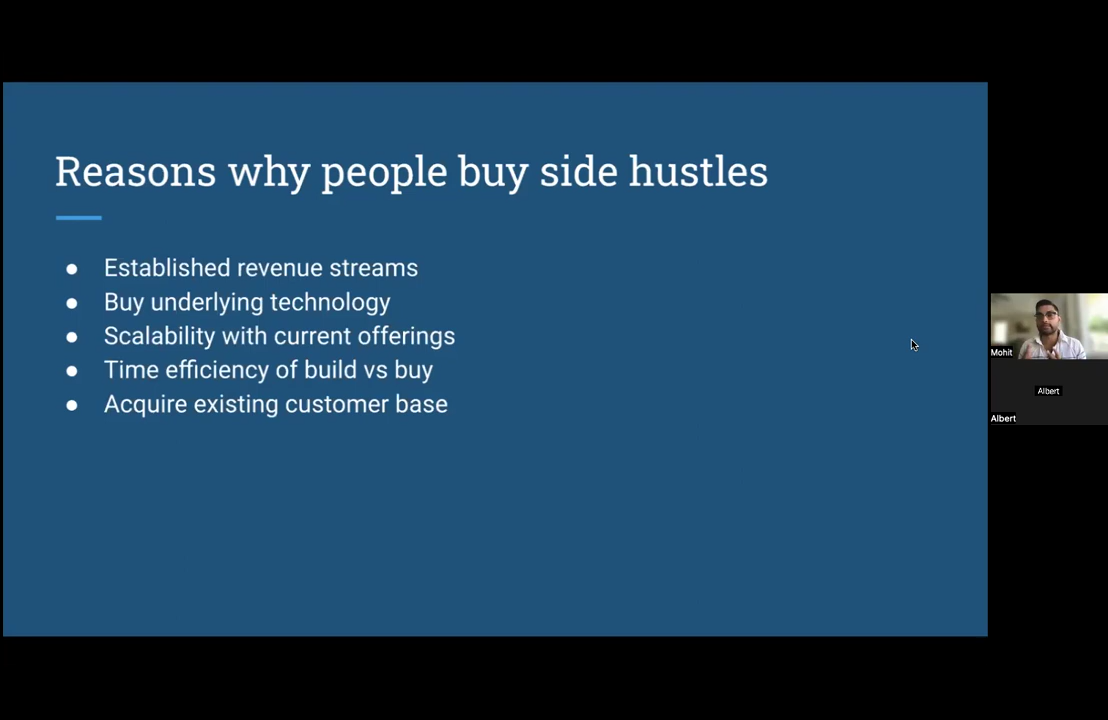 Reasons why people buy side hustles
● Established revenue streams
● Buy underlying technology
● Scalability with current offerings
● Time efficiency of build vs buy
● Acquire existing customer base
Mohit
Albert
Albert